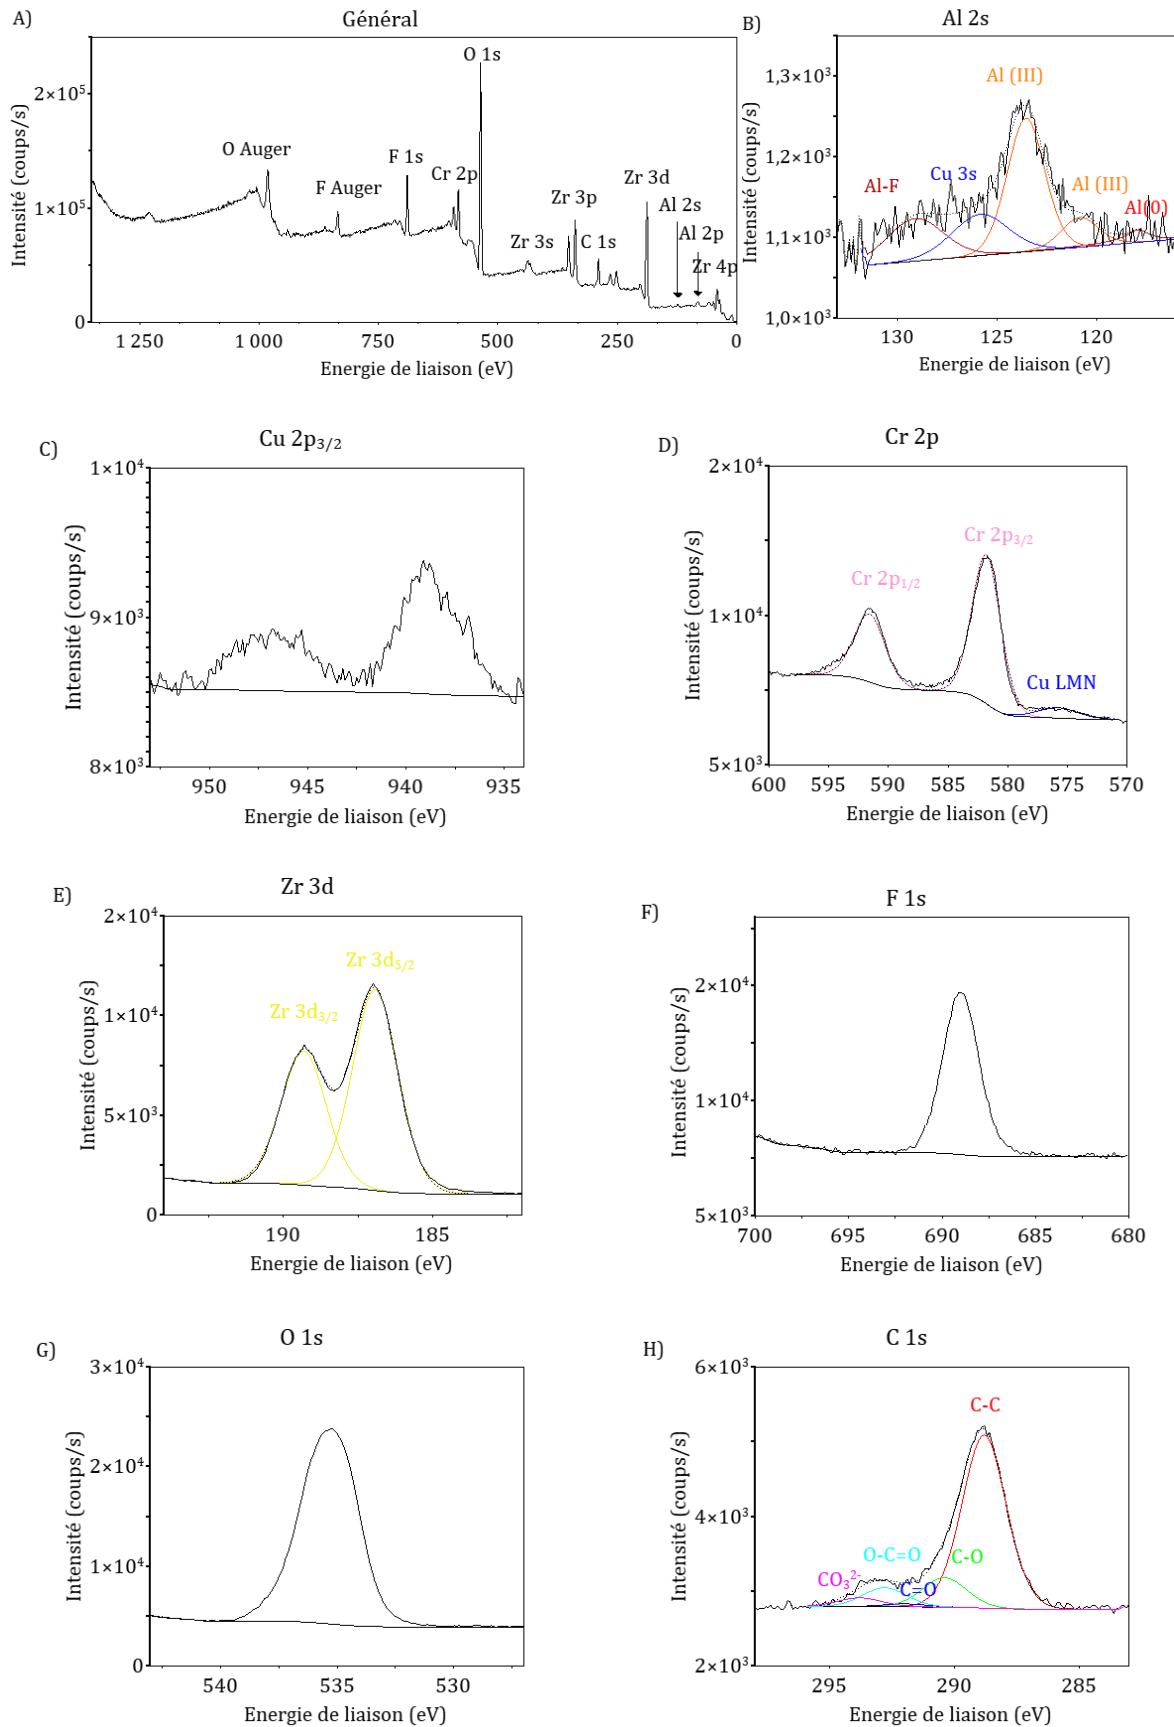 A)
Général
Intensité (coups/s)
2×10⁵
1×10⁵
0
O Auger
F Auger
F 1s
Cr 2p
O 1s
Zr 3s
Zr 3p
C 1s
Zr 3d
Al 2s
Al 2p
Zr 4p
1 250 1 000 750 500 250 0
Energie de liaison (eV)
B)
Al 2s
Intensité (coups/s)
1,3×10³
1,2×10³
1,1×10³
1,0×10³
Al (III)
Cu 3s
Al-F
Al (III)
Al(0)
130 125 120
Energie de liaison (eV)
C)
Cu 2p₃/₂
Intensité (coups/s)
1×10⁴
9×10³
8×10³
950 945 940 935
Energie de liaison (eV)
D)
Cr 2p
Intensité (coups/s)
2×10⁴
1×10⁴
5×10³
Cr 2p₃/₂
Cr 2p₁/₂
Cu LMN
600 595 590 585 580 575 570
Energie de liaison (eV)
E)
Zr 3d
Intensité (coups/s)
2×10⁴
1×10⁴
5×10³
0
Zr 3d₅/₂
Zr 3d₃/₂
190 185
Energie de liaison (eV)
F)
F 1s
Intensité (coups/s)
2×10⁴
1×10⁴
5×10³
700 695 690 685 680
Energie de liaison (eV)
G)
O 1s
Intensité (coups/s)
3×10⁴
2×10⁴
1×10⁴
0
540 535 530
Energie de liaison (eV)
H)
C 1s
Intensité (coups/s)
6×10³
4×10³
2×10³
C-C
O-C=O
C-O
CO₃²⁻
C=O
295 290 285
Energie de liaison (eV)